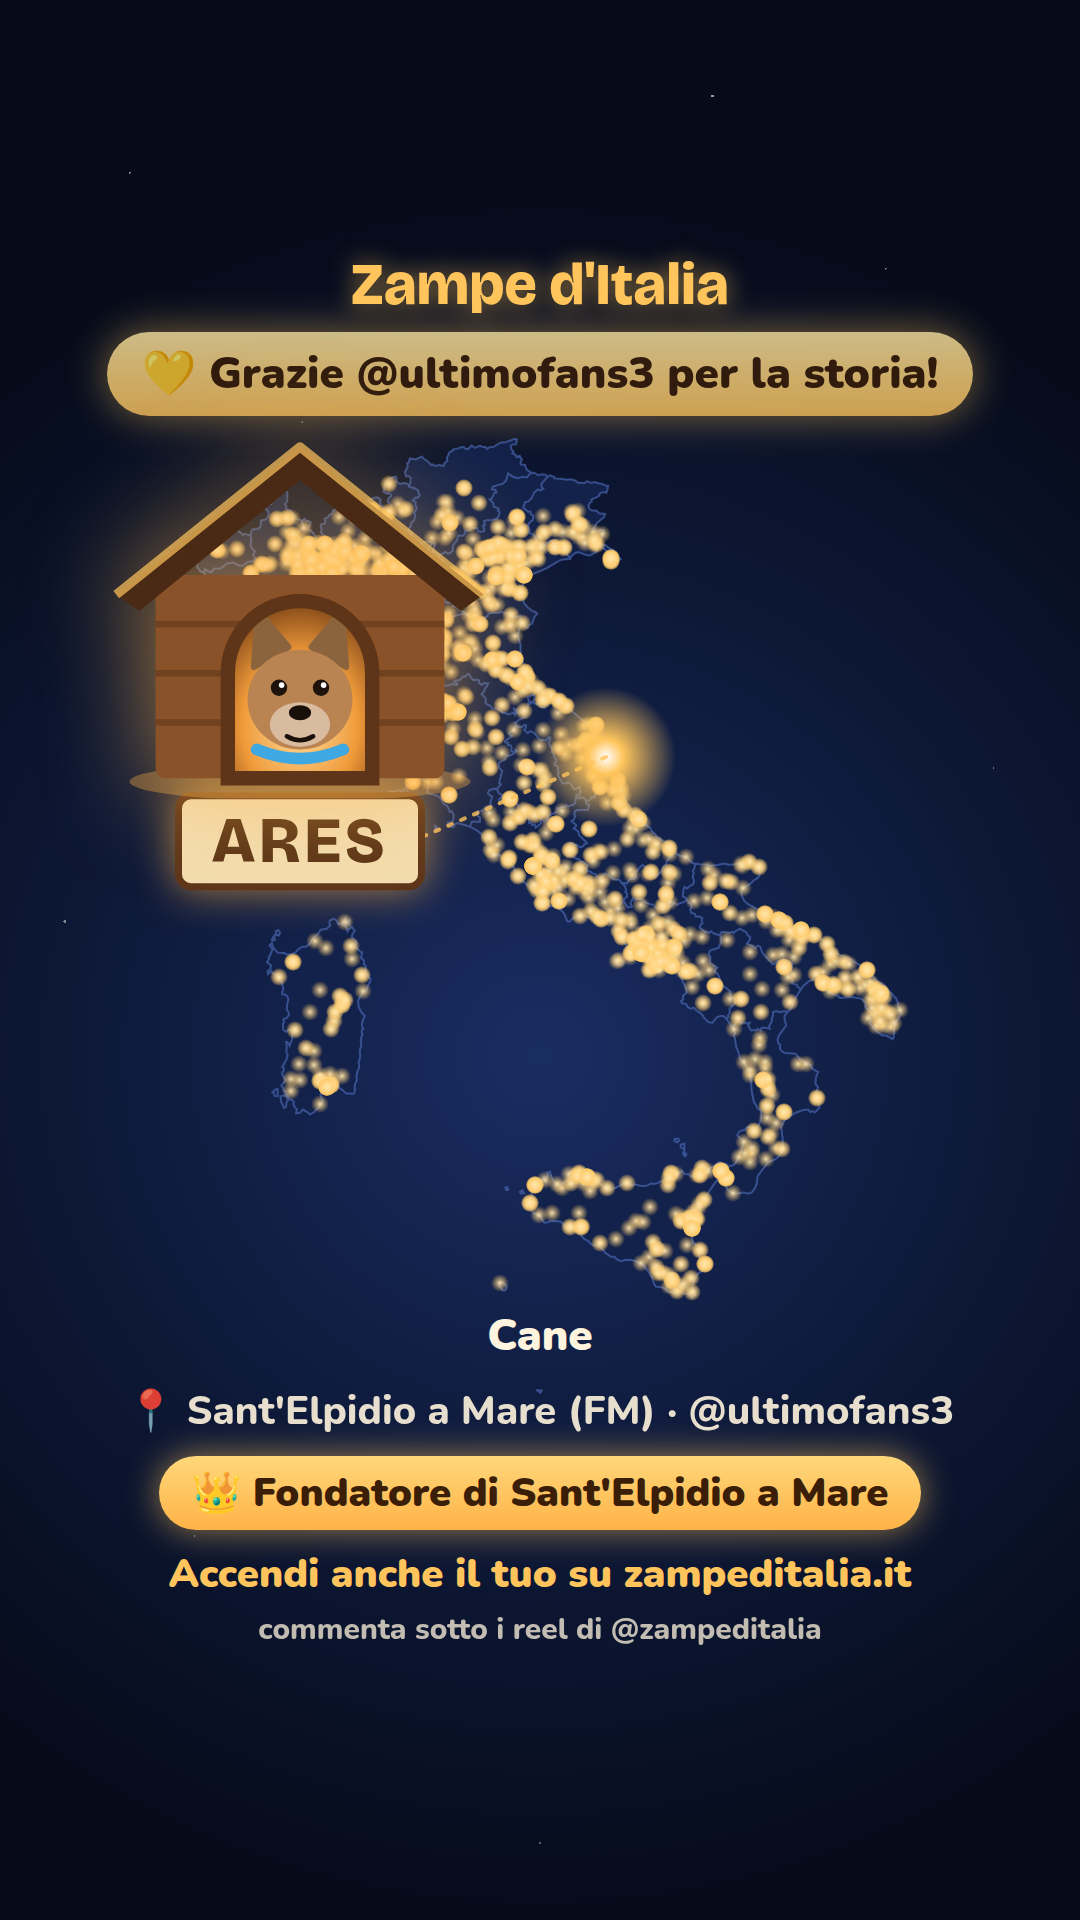 Zampe d'Italia
💛 Grazie @ultimofans3 per la storia!
ARES
Cane
📍 Sant'Elpidio a Mare (FM) · @ultimofans3
👑 Fondatore di Sant'Elpidio a Mare
Accendi anche il tuo su zampeditalia.it
commenta sotto i reel di @zampeditalia